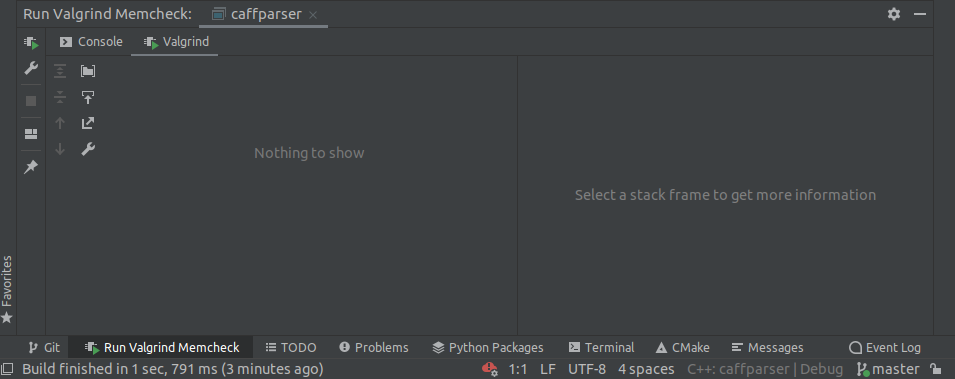 Run Valgrind Memcheck: caffparser
Console Valgrind
Nothing to show
Select a stack frame to get more information
Favorites
Git Run Valgrind Memcheck TODO Problems Python Packages Terminal CMake Messages Event Log
Build finished in 1 sec, 791 ms (3 minutes ago) 1:1 LF UTF-8 4 spaces C++: caffparser | Debug master